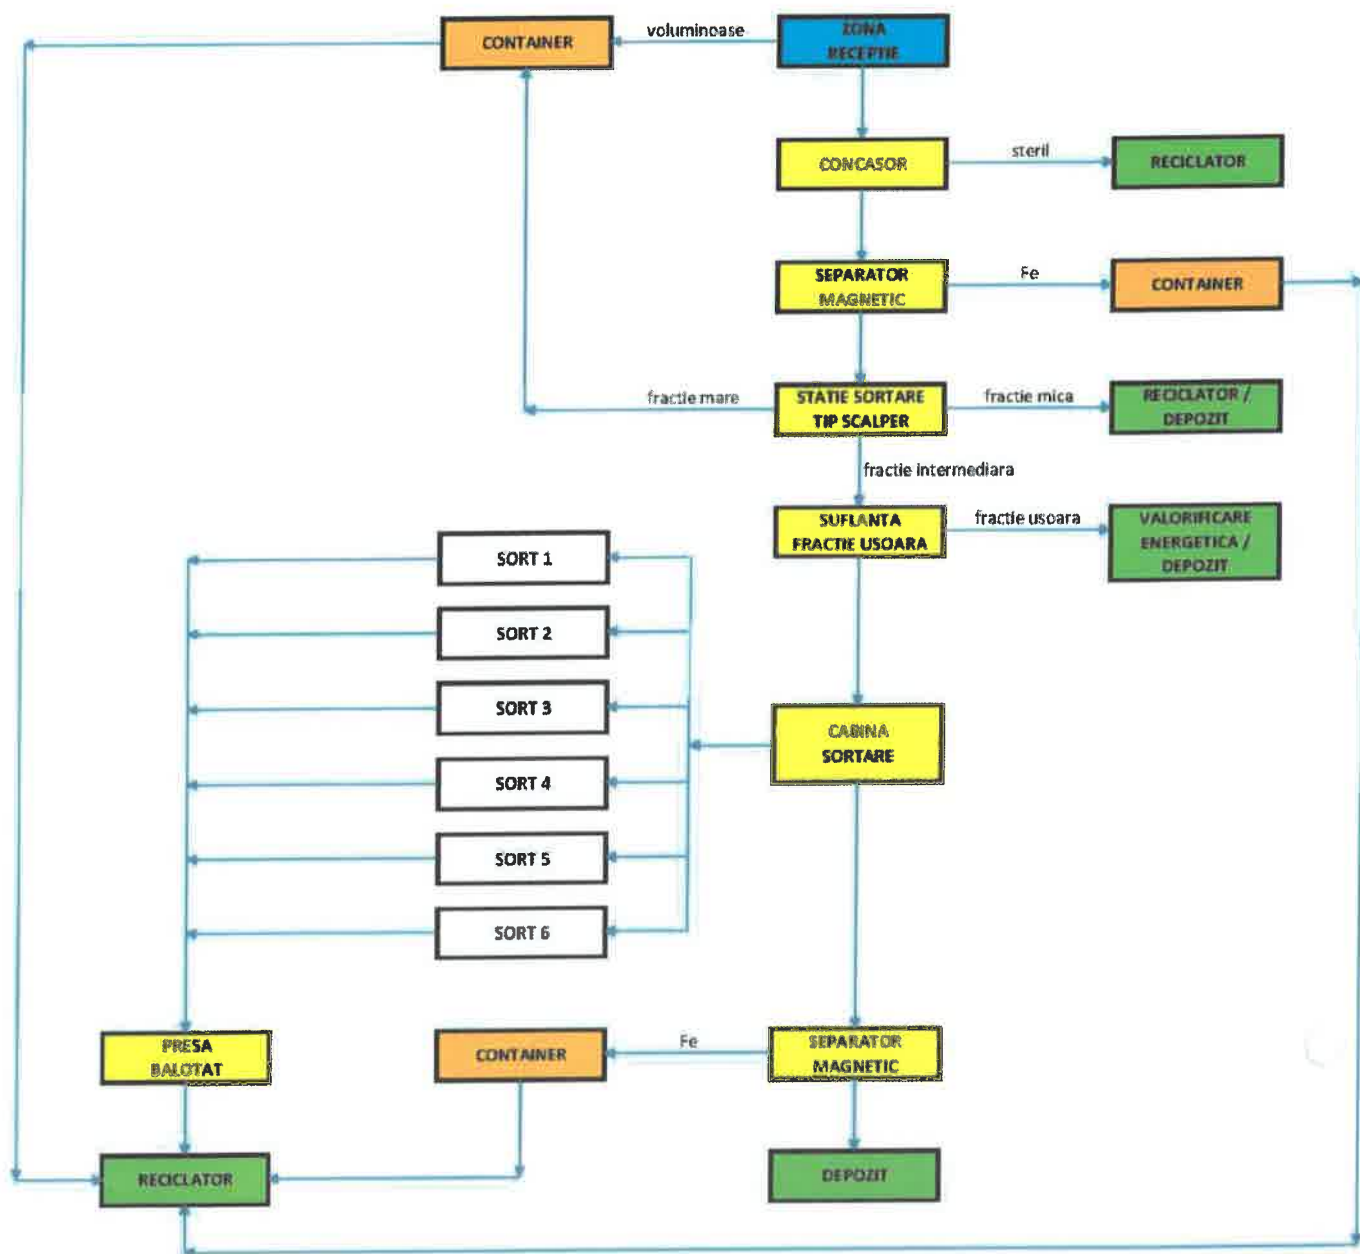 CONTAINER
voluminoase
ZONA
RECEPTIE
CONCASOR
steril
RECICLATOR
SEPARATOR
MAGNETIC
Fe
CONTAINER
fractie mare
STATIE SORTARE
TIP SCALPER
fractie mica
RECICLATOR /
DEPOZIT
fractie intermediara
SUFLANTA
FRACTIE USOARA
fractie usoara
VALORIFICARE
ENERGETICA /
DEPOZIT
SORT 1
SORT 2
SORT 3
CABINA
SORTARE
SORT 4
SORT 5
SORT 6
PRESA
BALOTAT
CONTAINER
Fe
SEPARATOR
MAGNETIC
RECICLATOR
DEPOZIT